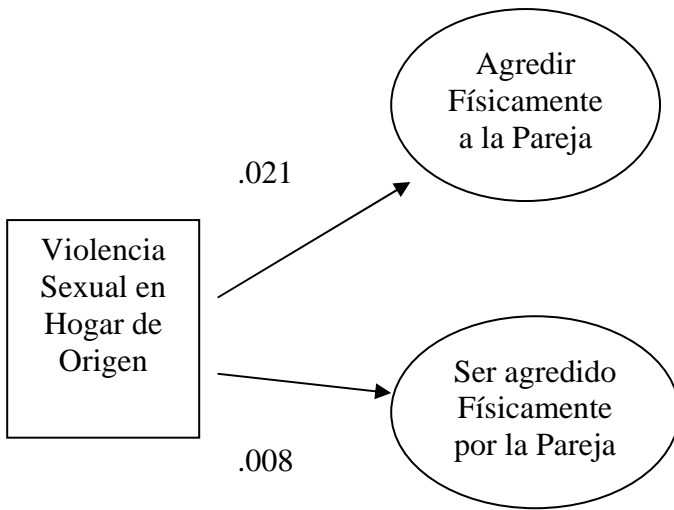 Agredir
Físicamente
a la Pareja
.021
Violencia
Sexual en
Hogar de
Origen
Ser agredido
Físicamente
por la Pareja
.008